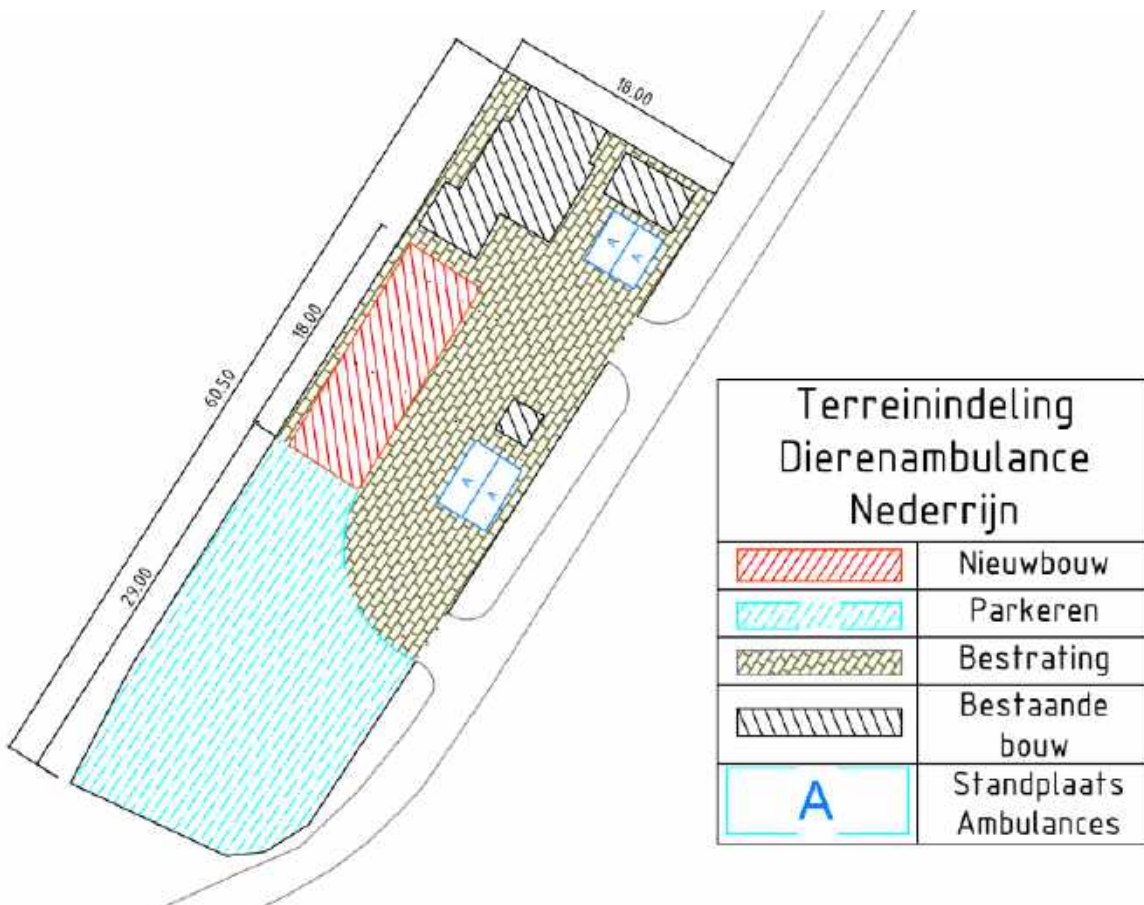 18.00
A
A
18.00
60.50
A
A
29.00
Terreinindeling
Dierenambulance
Nederrijn
Nieuwbouw
Parkeren
Bestrating
Bestaande
bouw
A
Standplaats
Ambulances